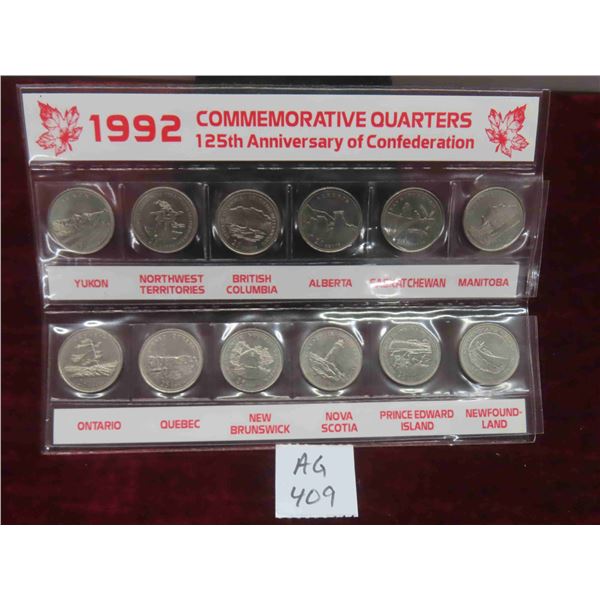 1992 COMMEMORATIVE QUARTERS
125th Anniversary of Confederation
YUKON
NORTHWEST TERRITORIES
BRITISH COLUMBIA
ALBERTA
SASKATCHEWAN
MANITOBA
ONTARIO
QUEBEC
NEW BRUNSWICK
NOVA SCOTIA
PRINCE EDWARD ISLAND
NEWFOUND-LAND
AG
409